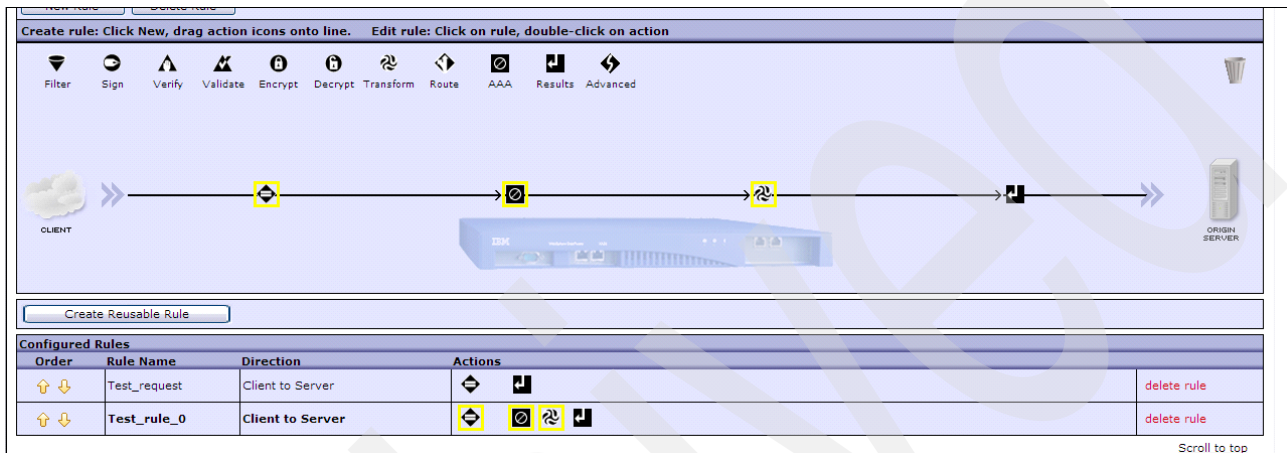 New Rule Delete Rule
Create rule: Click New, drag action icons onto line. Edit rule: Click on rule, double-click on action
Filter Sign Verify Validate Encrypt Decrypt Transform Route AAA Results Advanced
CLIENT
ORIGIN
SERVER
IBM
Create Reusable Rule
Configured Rules
Order Rule Name Direction Actions
Test_request Client to Server delete rule
Test_rule_0 Client to Server delete rule
Scroll to top